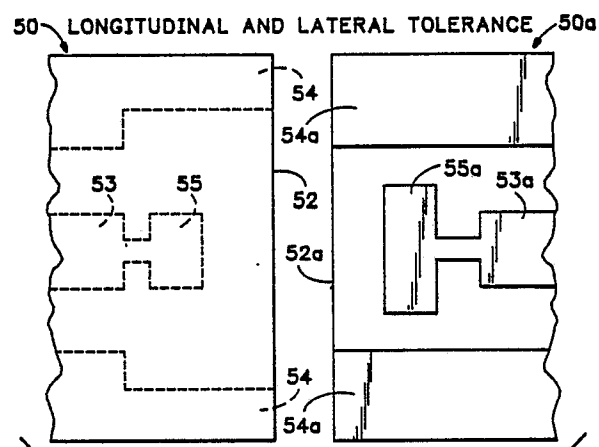 50 LONGITUDINAL AND LATERAL TOLERANCE 50a
54
54a
53 55
52
55a
53a
52a
54
54a